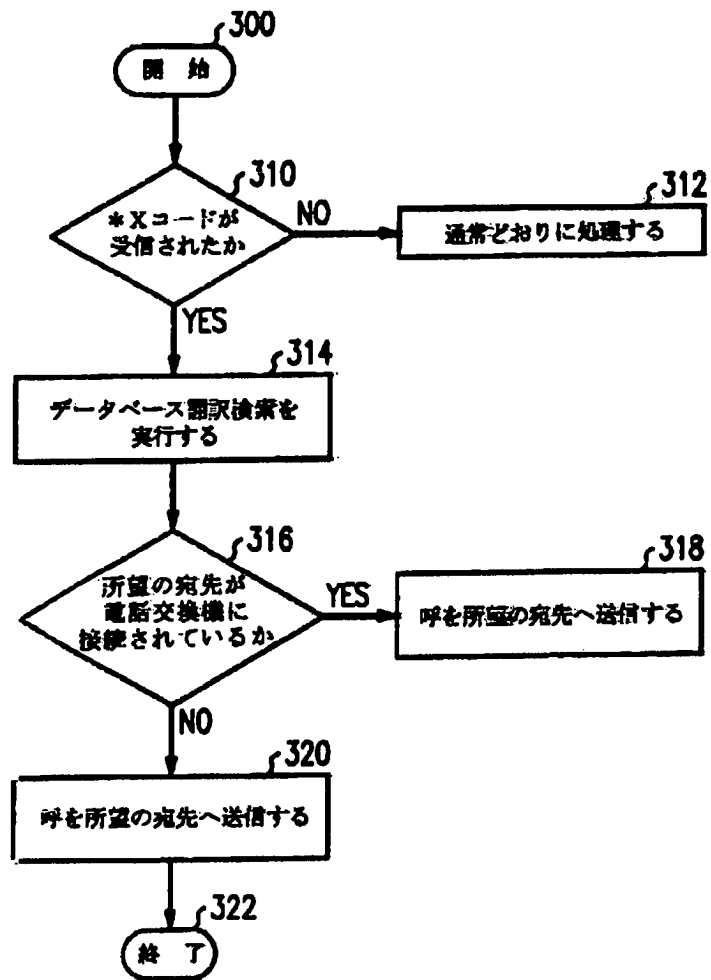 300
開 始
310
*Xコードが
受信されたか
NO
312
通常どおりに処理する
YES
314
データベース翻訳検索を
実行する
316
所望の宛先が
電話交換機に
接続されているか
YES
318
呼を所望の宛先へ送信する
NO
320
呼を所望の宛先へ送信する
322
終 了